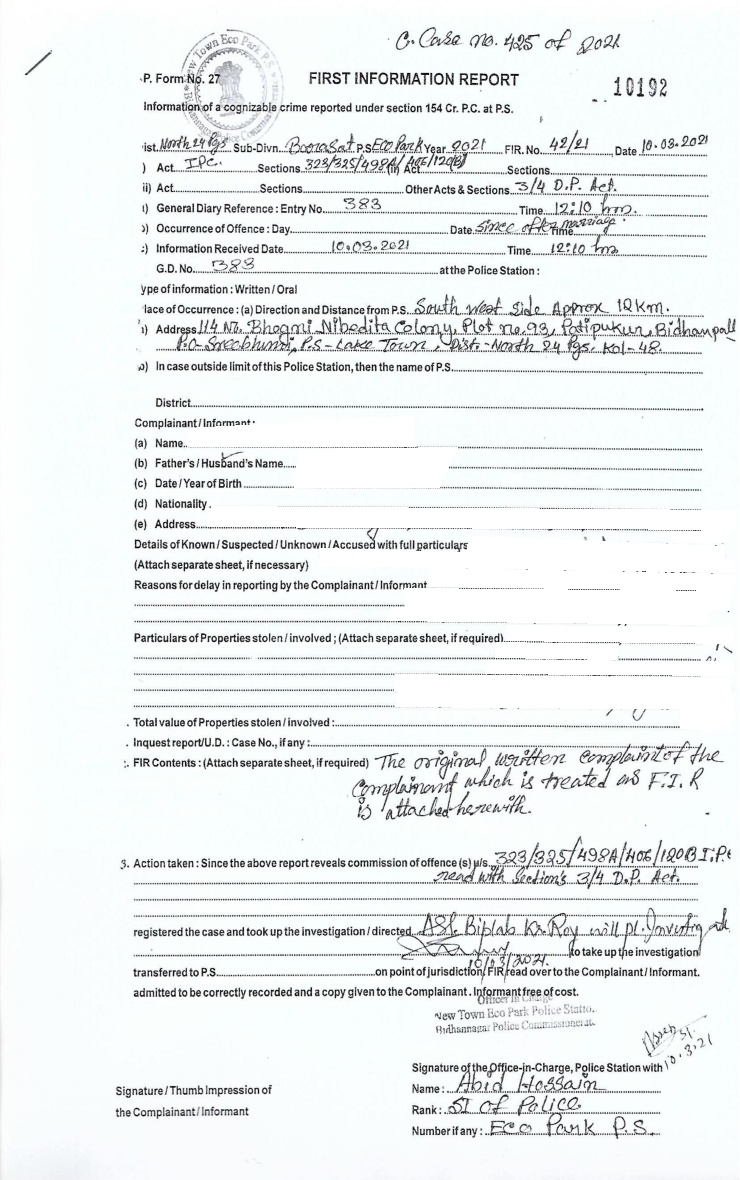 C. Case no. 425 of 2021
New Town Eco Park P.S.
P. Form No. 27
FIRST INFORMATION REPORT
10192
Information of a cognizable crime reported under section 154 Cr. P.C. at P.S.
ist. North 24 Pgs Sub-Divn. Barasat P.S Eco Park Year 2021 FIR. No. 42/21 Date 10.03.2021
) Act IPC. Sections 323/325/498A/406/120B (iii) Act Sections
ii) Act Sections Other Acts & Sections 3/4 D.P. Act.
ı) General Diary Reference : Entry No. 383 Time 12:10 hrs.
ɔ) Occurrence of Offence : Day Date since after marriage Time
:) Information Received Date 10.03.2021 Time 12:10 hrs
G.D. No. 383 at the Police Station :
ype of information : Written / Oral
lace of Occurrence : (a) Direction and Distance from P.S. South West Side Approx 12 Km.
ı) Address 114 No. Bhagni Nibedita Colony, Plot no. 93, Patipukur, Bidhanpall
P.O- Sreebhumi, P.S - Lake Town, Dist - North 24 Pgs. Kol-48.
ɔ) In case outside limit of this Police Station, then the name of P.S.
District
Complainant / Informant
(a) Name
(b) Father's / Husband's Name
(c) Date / Year of Birth
(d) Nationality
(e) Address
Details of Known / Suspected / Unknown / Accused with full particulars
(Attach separate sheet, if necessary)
Reasons for delay in reporting by the Complainant / Informant
Particulars of Properties stolen / involved ; (Attach separate sheet, if required)
. Total value of Properties stolen / involved :
. Inquest report/U.D. : Case No., if any :
:. FIR Contents : (Attach separate sheet, if required) The original written complaint of the
Complainant which is treated as F.I.R
is attached herewith.
3. Action taken : Since the above report reveals commission of offence (s) u/s. 323/325/498A/406/120B I.P.C
read with Section's 3/4 D.P. Act.
registered the case and took up the investigation / directed ASI. Biplab Kr. Roy will pl. Investigate
to take up the investigation
10/03/2021.
transferred to P.S. on point of jurisdiction/ FIR read over to the Complainant / Informant.
admitted to be correctly recorded and a copy given to the Complainant . Informant free of cost.
Officer in Charge
New Town Eco Park Police Statio.
Bidhannagar Police Commissionerate
10.3.21
Signature of the Office-in-Charge, Police Station with
Signature / Thumb Impression of
the Complainant / Informant
Name : Abid Hossain
Rank : SI of Police
Number if any : Eco Park P.S.